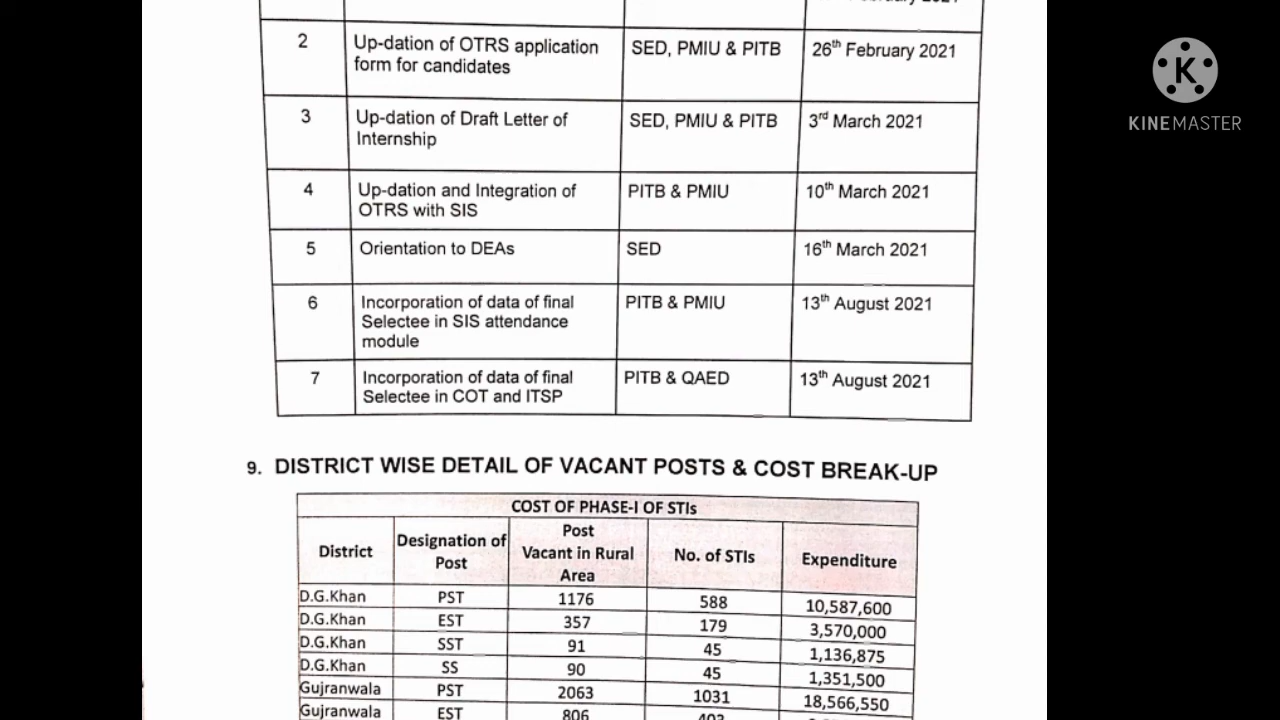 2 Up-dation of OTRS application SED, PMIU & PITB 26th February 2021
form for candidates
3 Up-dation of Draft Letter of SED, PMIU & PITB 3rd March 2021
Internship
4 Up-dation and Integration of PITB & PMIU 10th March 2021
OTRS with SIS
5 Orientation to DEAs SED 16th March 2021
6 Incorporation of data of final PITB & PMIU 13th August 2021
Selectee in SIS attendance
module
7 Incorporation of data of final PITB & QAED 13th August 2021
Selectee in COT and ITSP
9. DISTRICT WISE DETAIL OF VACANT POSTS & COST BREAK-UP
COST OF PHASE-I OF STIs
District Designation of Post Post Vacant in Rural Area No. of STIs Expenditure
D.G.Khan PST 1176 588 10,587,600
D.G.Khan EST 357 179 3,570,000
D.G.Khan SST 91 45 1,136,875
D.G.Khan SS 90 45 1,351,500
Gujranwala PST 2063 1031 18,566,550
Gujranwala EST 806 403
K
KINEMASTER